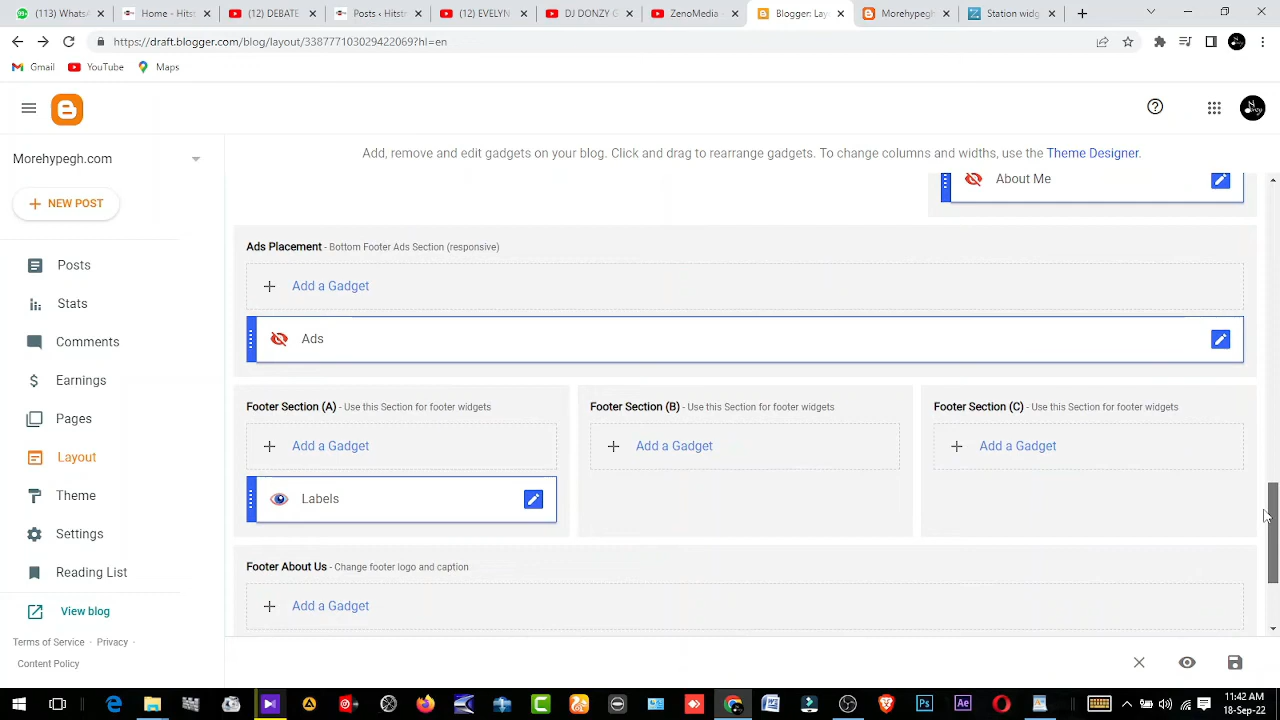 (113) WhatsA
Home - Hits
(12) DEBATE
Posts ‹ Hitstr
(12) EVELYN
DJ DONZY G
ZenoMedia
Blogger: Layo
Morehypegh
Station widg
https://draft.blogger.com/blog/layout/338777103029422069?hl=en
Gmail
YouTube
Maps
Morehypegh.com
NEW POST
Posts
Stats
Comments
Earnings
Pages
Layout
Theme
Settings
Reading List
View blog
Terms of Service · Privacy ·
Content Policy
Add, remove and edit gadgets on your blog. Click and drag to rearrange gadgets. To change columns and widths, use the Theme Designer.
About Me
Ads Placement - Bottom Footer Ads Section (responsive)
Add a Gadget
Ads
Footer Section (A) - Use this Section for footer widgets
Add a Gadget
Labels
Footer Section (B) - Use this Section for footer widgets
Add a Gadget
Footer Section (C) - Use this Section for footer widgets
Add a Gadget
Footer About Us - Change footer logo and caption
Add a Gadget
11:42 AM
18-Sep-22